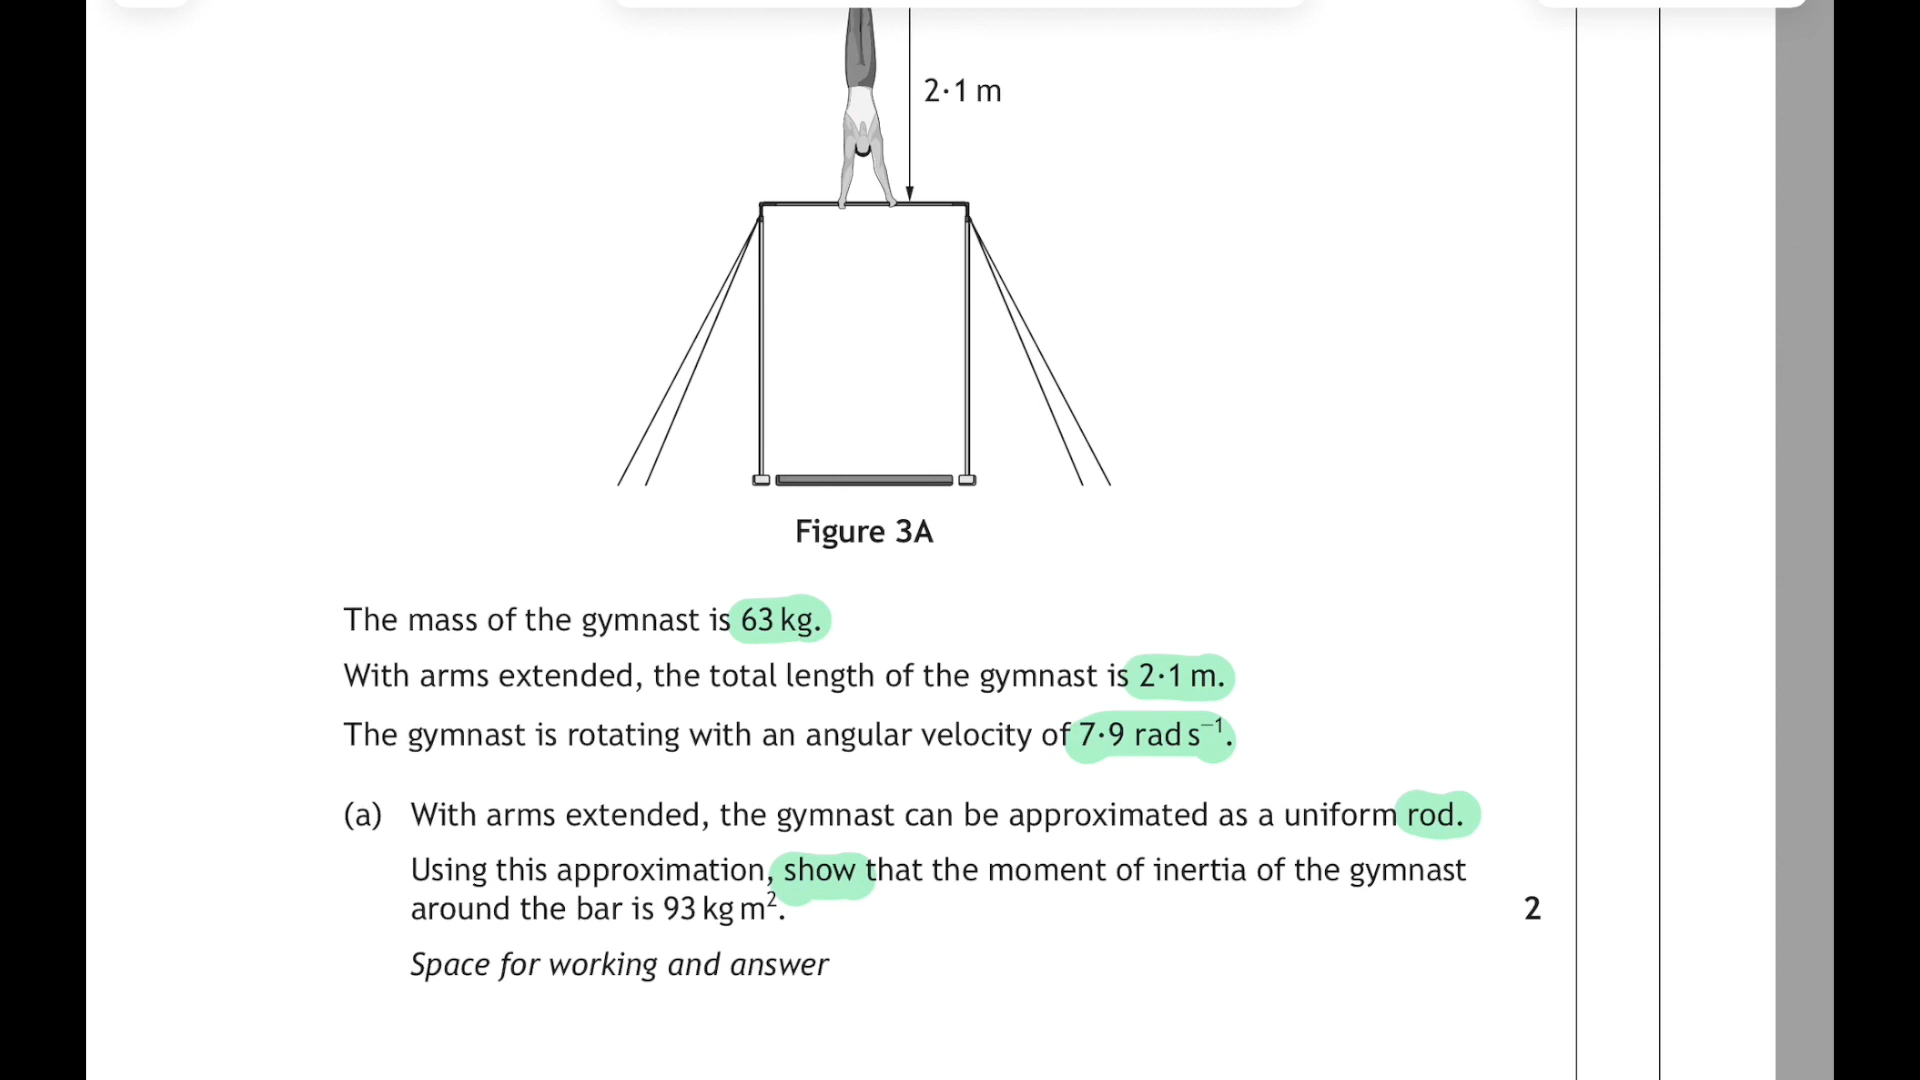 2·1 m
Figure 3A
The mass of the gymnast is 63 kg.
With arms extended, the total length of the gymnast is 2·1 m.
The gymnast is rotating with an angular velocity of 7·9 rad s⁻¹.
(a) With arms extended, the gymnast can be approximated as a uniform rod.
Using this approximation, show that the moment of inertia of the gymnast
around the bar is 93 kg m². 2
Space for working and answer